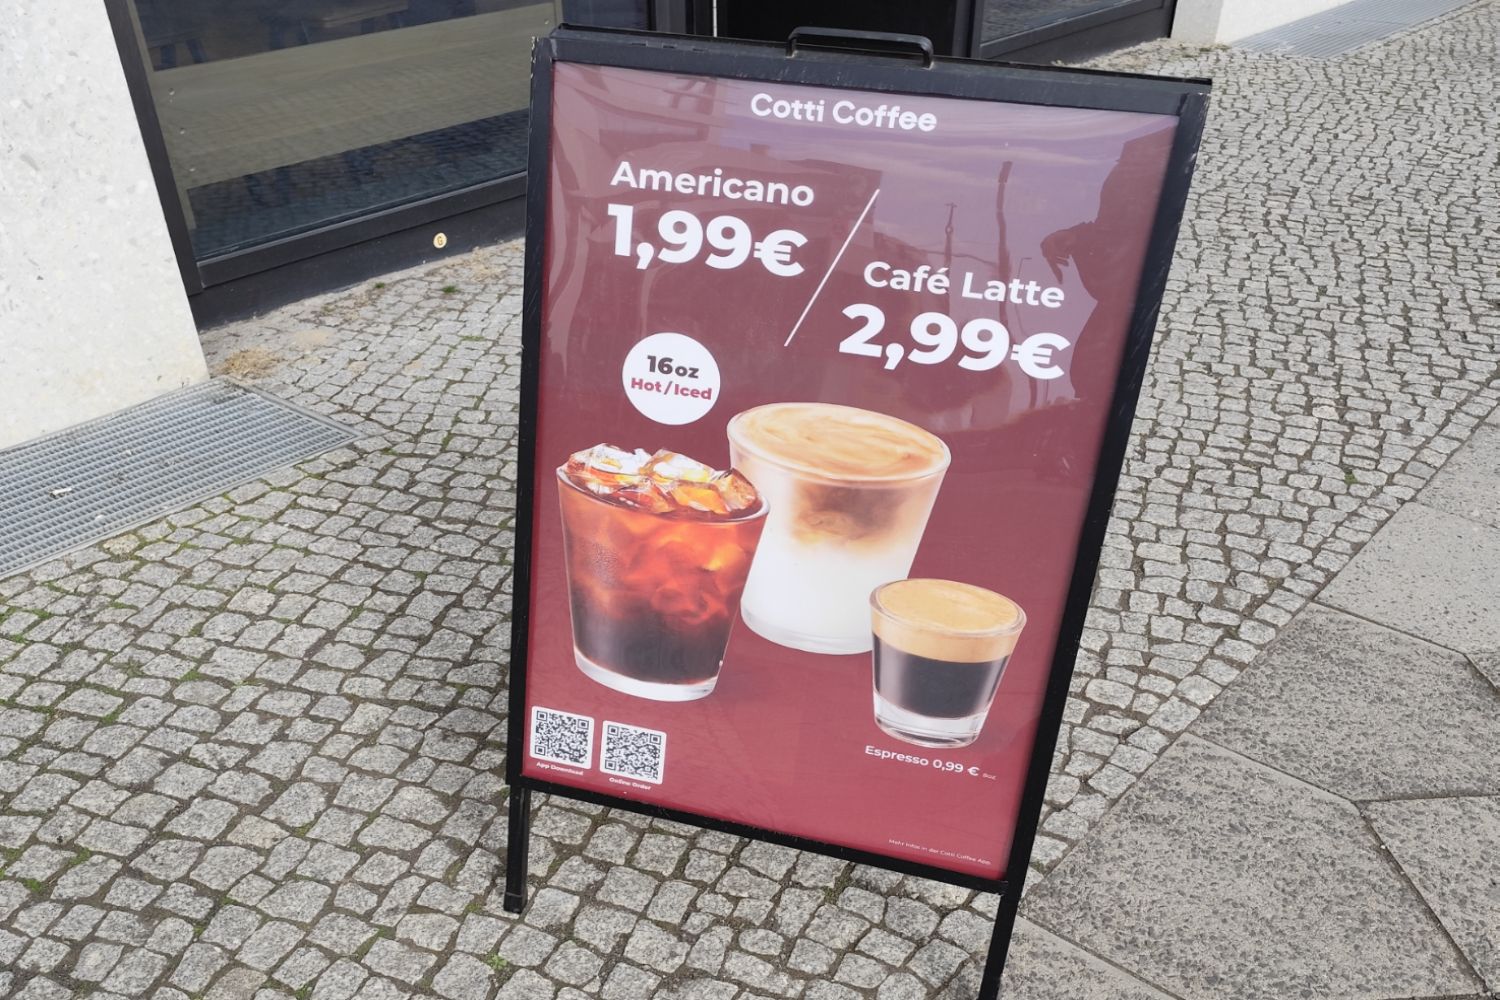 Cotti Coffee
Americano
1,99€
Café Latte
2,99€
16oz
Hot/Iced
Espresso 0,99 € 8oz
App Download
Online Order
Mehr Infos in der Cotti Coffee App.
G